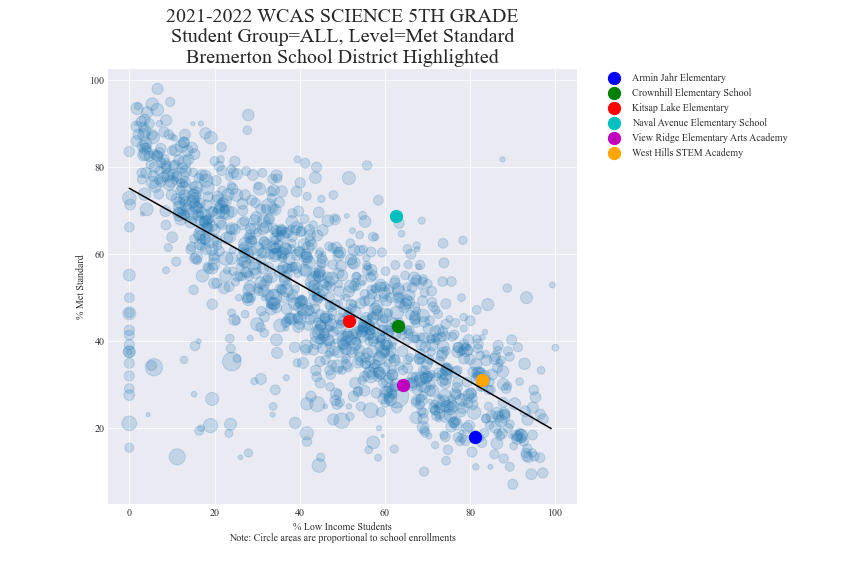 2021-2022 WCAS SCIENCE 5TH GRADE
Student Group=ALL, Level=Met Standard
Bremerton School District Highlighted
Armin Jahr Elementary
Crownhill Elementary School
Kitsap Lake Elementary
Naval Avenue Elementary School
View Ridge Elementary Arts Academy
West Hills STEM Academy
% Met Standard
100
80
60
40
20
0 20 40 60 80 100
% Low Income Students
Note: Circle areas are proportional to school enrollments